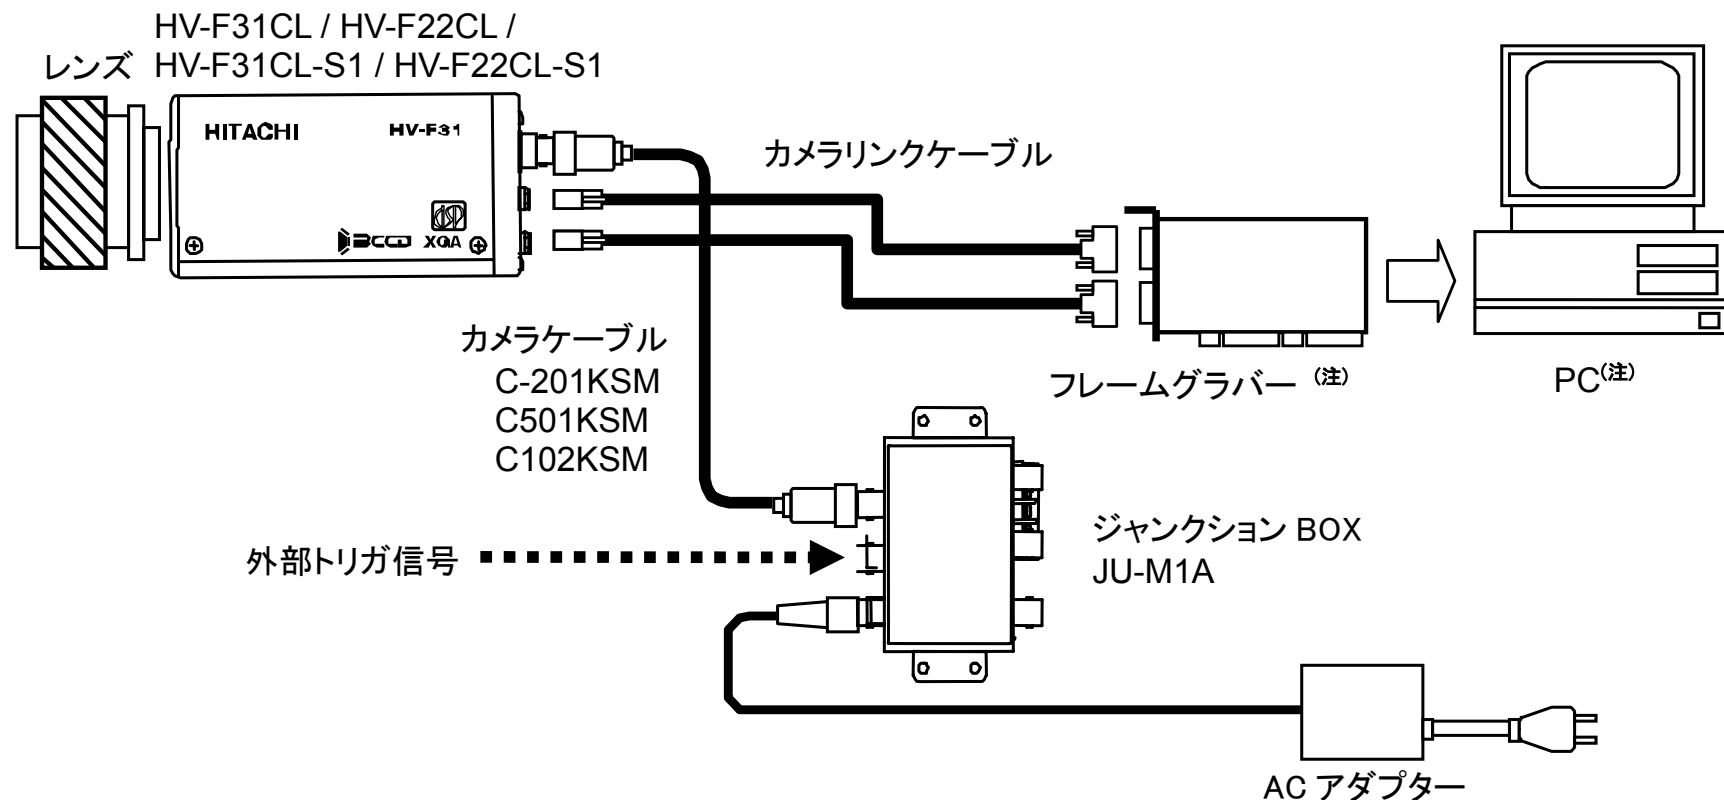 HV-F31CL / HV-F22CL /
レンズ HV-F31CL-S1 / HV-F22CL-S1
HITACHI HV-F31
カメラリンクケーブル
3CCD XGA
カメラケーブル
C-201KSM
C501KSM
C102KSM
フレームグラバー (注)
PC(注)
外部トリガ信号
ジャンクション BOX
JU-M1A
AC アダプター